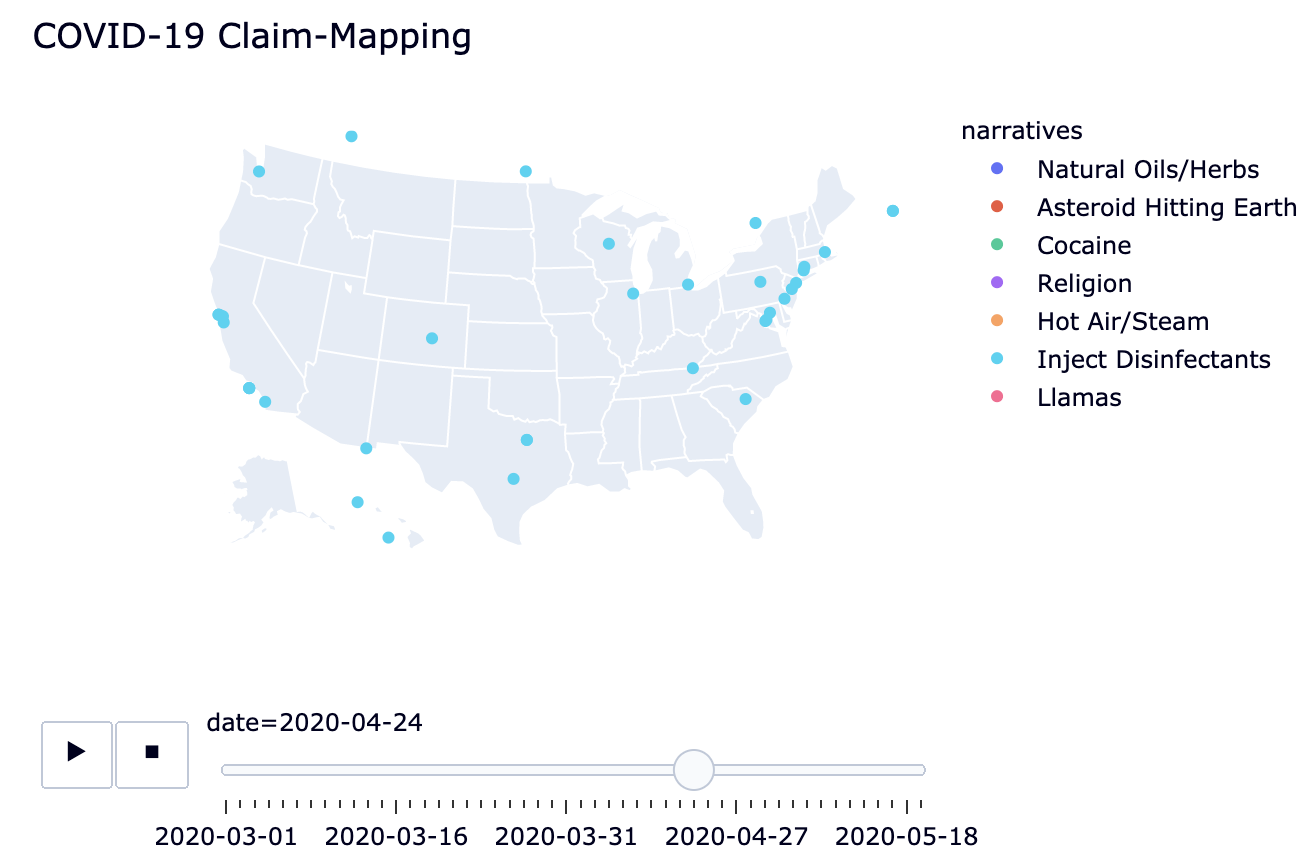 COVID-19 Claim-Mapping
narratives
Natural Oils/Herbs
Asteroid Hitting Earth
Cocaine
Religion
Hot Air/Steam
Inject Disinfectants
Llamas
date=2020-04-24
2020-03-01 2020-03-16 2020-03-31 2020-04-27 2020-05-18